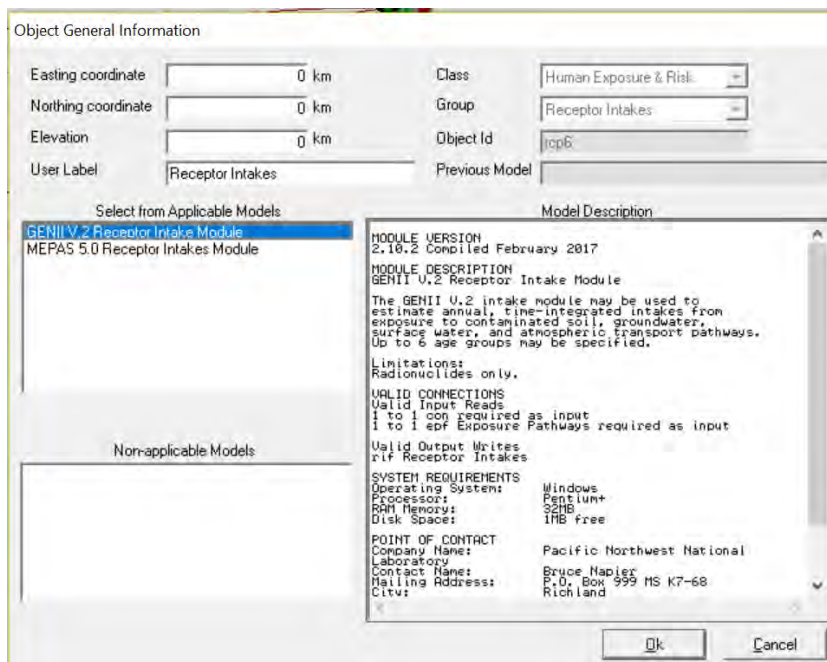 Object General Information
Easting coordinate 0 km Class Human Exposure & Risk
Northing coordinate 0 km Group Receptor Intakes
Elevation 0 km Object Id rcp6
User Label Receptor Intakes Previous Model
Select from Applicable Models
GENII V.2 Receptor Intake Module
MEPAS 5.0 Receptor Intakes Module
Non-applicable Models
Model Description
MODULE VERSION
2.10.2 Compiled February 2017
MODULE DESCRIPTION
GENII V.2 Receptor Intake Module
The GENII V.2 intake module may be used to
estimate annual, time-integrated intakes from
exposure to contaminated soil, groundwater,
surface water, and atmospheric transport pathways.
Up to 6 age groups may be specified.
Limitations:
Radionuclides only.
VALID CONNECTIONS
Valid Input Reads
1 to 1 con required as input
1 to 1 epf Exposure Pathways required as input
Valid Output Writes
rif Receptor Intakes
SYSTEM REQUIREMENTS
Operating System: Windows
Processor: Pentium+
RAM Memory: 32MB
Disk Space: 1MB free
POINT OF CONTACT
Company Name: Pacific Northwest National
Laboratory
Contact Name: Bruce Napier
Mailing Address: P.O. Box 999 MS K7-68
City: Richland
Ok Cancel